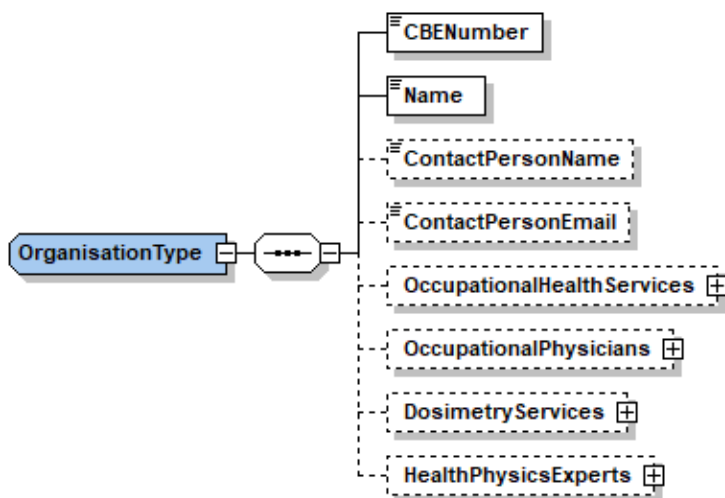 CBENumber
Name
ContactPersonName
ContactPersonEmail
OrganisationType
OccupationalHealthServices
OccupationalPhysicians
DosimetryServices
HealthPhysicsExperts